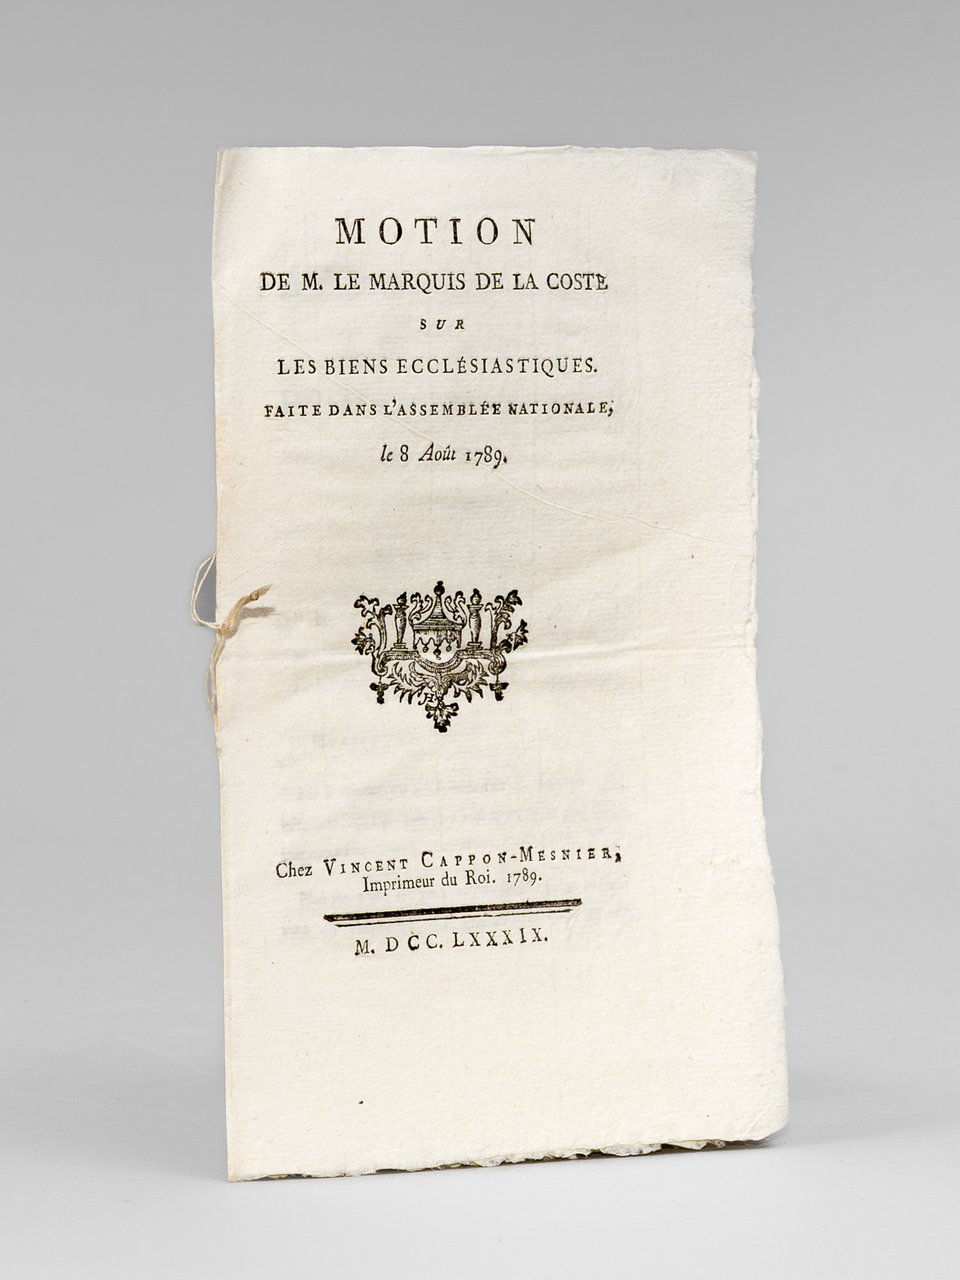 MOTION
DE M. LE MARQUIS DE LA COSTE
SUR
LES BIENS ECCLÉSIASTIQUES.
FAITE DANS L'ASSEMBLÉE NATIONALE,
le 8 Août 1789.
Chez VINCENT CAPPON-MESNIER,
Imprimeur du Roi. 1789.
M. DCC. LXXXIX.